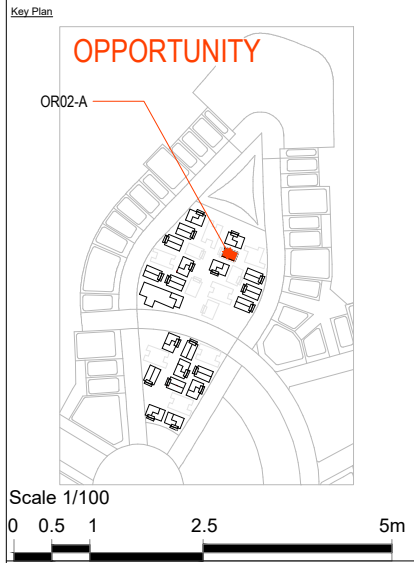 Key Plan
OPPORTUNITY
OR02-A
Scale 1/100
0 0.5 1 2.5 5m